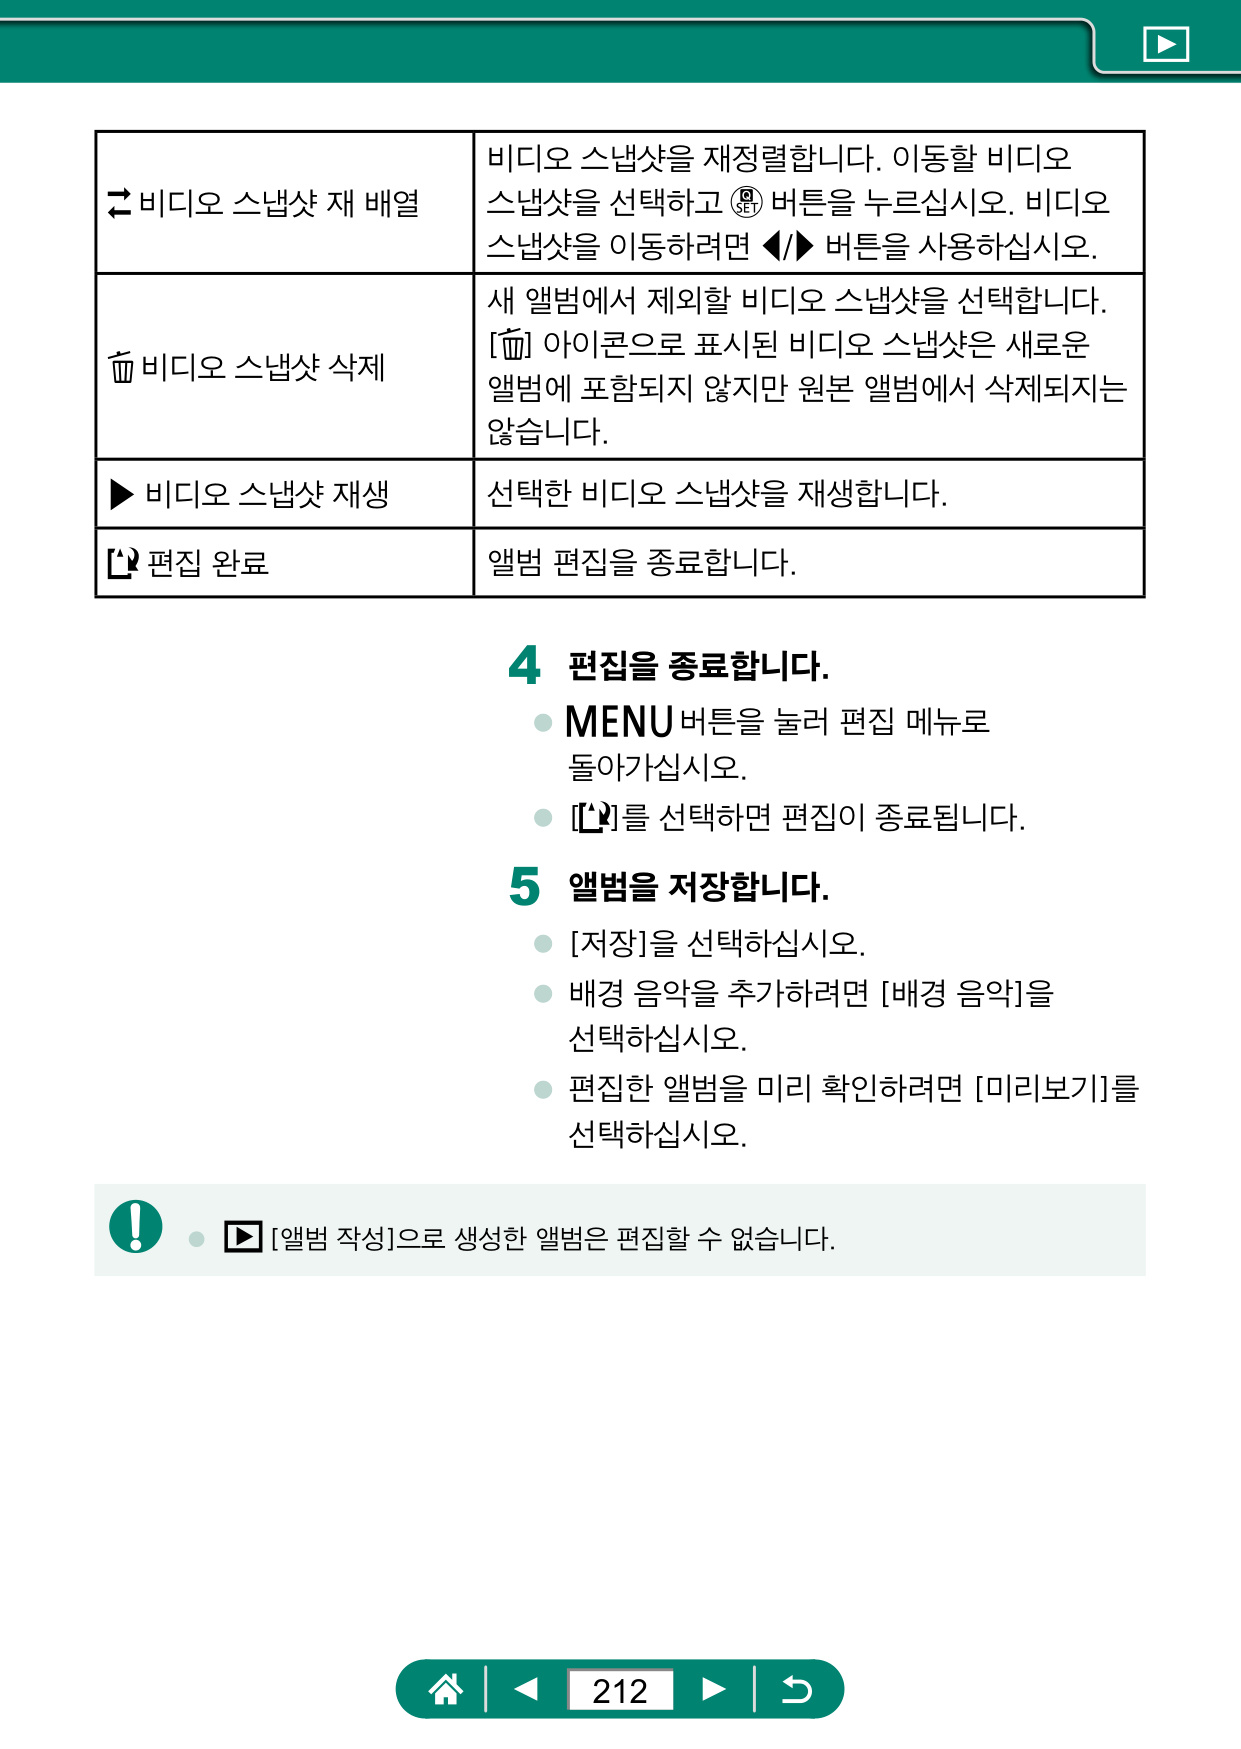 비디오 스냅샷 재 배열
비디오 스냅샷을 재정렬합니다. 이동할 비디오
스냅샷을 선택하고 Q SET 버튼을 누르십시오. 비디오
스냅샷을 이동하려면 ◀/▶ 버튼을 사용하십시오.
비디오 스냅샷 삭제
새 앨범에서 제외할 비디오 스냅샷을 선택합니다.
[] 아이콘으로 표시된 비디오 스냅샷은 새로운
앨범에 포함되지 않지만 원본 앨범에서 삭제되지는
않습니다.
▶ 비디오 스냅샷 재생
선택한 비디오 스냅샷을 재생합니다.
편집 완료
앨범 편집을 종료합니다.
4 편집을 종료합니다.
● MENU 버튼을 눌러 편집 메뉴로
돌아가십시오.
● []를 선택하면 편집이 종료됩니다.
5 앨범을 저장합니다.
● [저장]을 선택하십시오.
● 배경 음악을 추가하려면 [배경 음악]을
선택하십시오.
● 편집한 앨범을 미리 확인하려면 [미리보기]를
선택하십시오.
● [앨범 작성]으로 생성한 앨범은 편집할 수 없습니다.
212